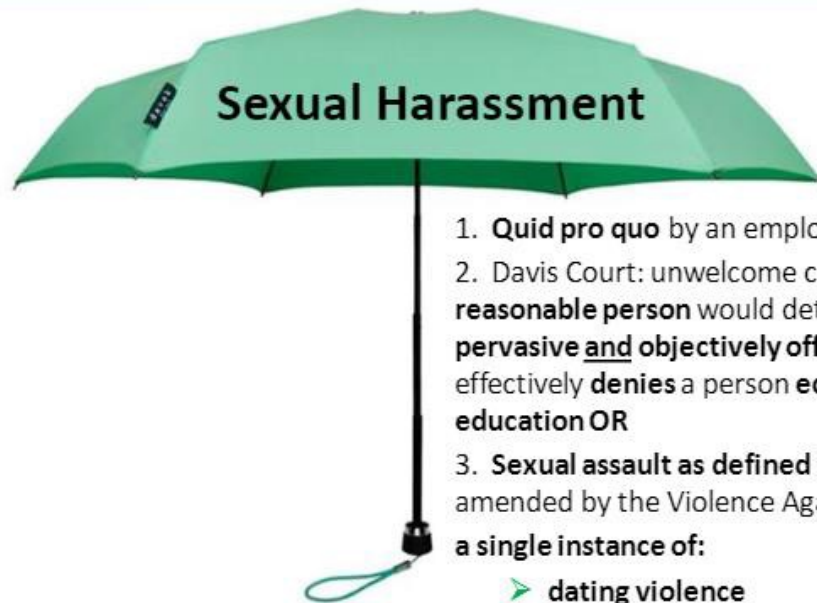 Sexual Harassment
1. Quid pro quo by an emplo
2. Davis Court: unwelcome c
reasonable person would det
pervasive and objectively off
effectively denies a person e
education OR
3. Sexual assault as defined
amended by the Violence Aga
a single instance of:
➢ dating violence